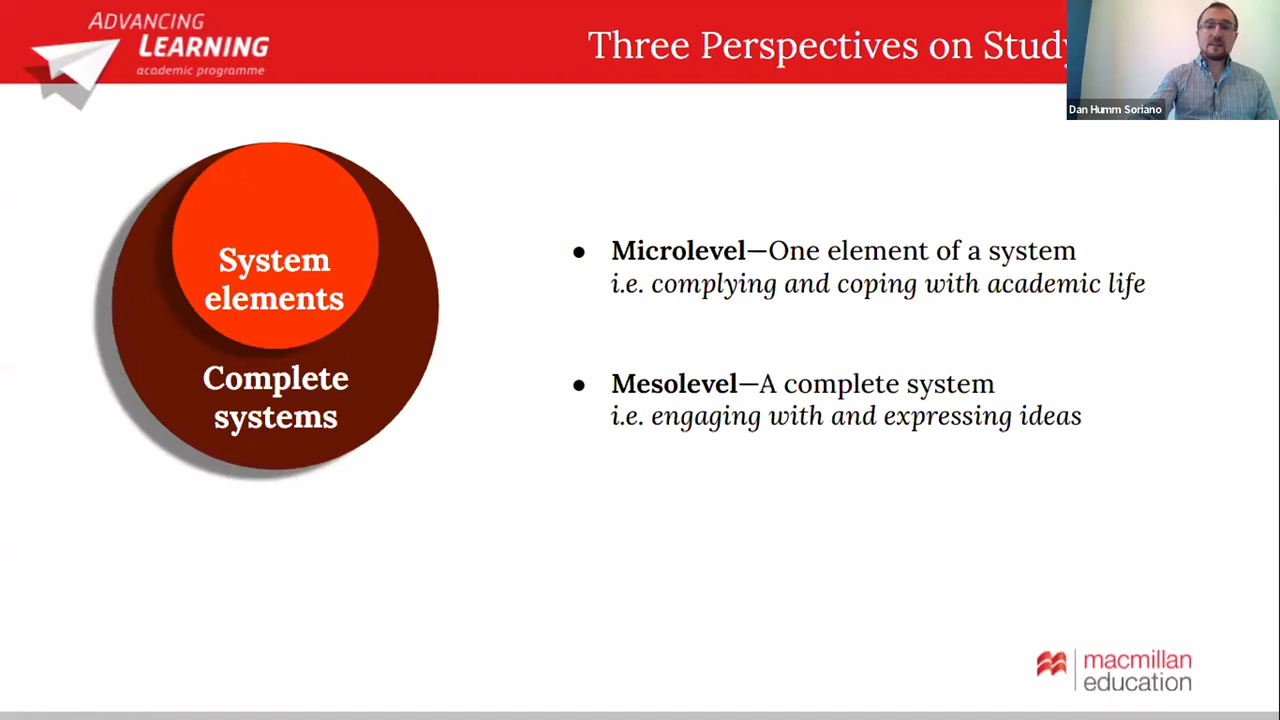 ADVANCING
LEARNING
academic programme
Three Perspectives on Study
Dan Humm Soriano
System
elements
Complete
systems
● Microlevel—One element of a system
i.e. complying and coping with academic life
● Mesolevel—A complete system
i.e. engaging with and expressing ideas
macmillan
education